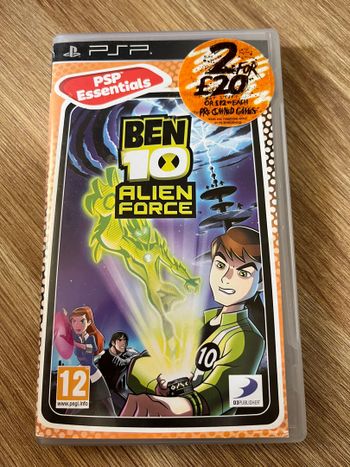 PSP
PSP
Essentials
2 FOR
£20
OR £12.99 EACH
PRE OWNED GAMES
BEN
10
ALIEN
FORCE
10
12
www.pegi.info
D3PUBLISHER